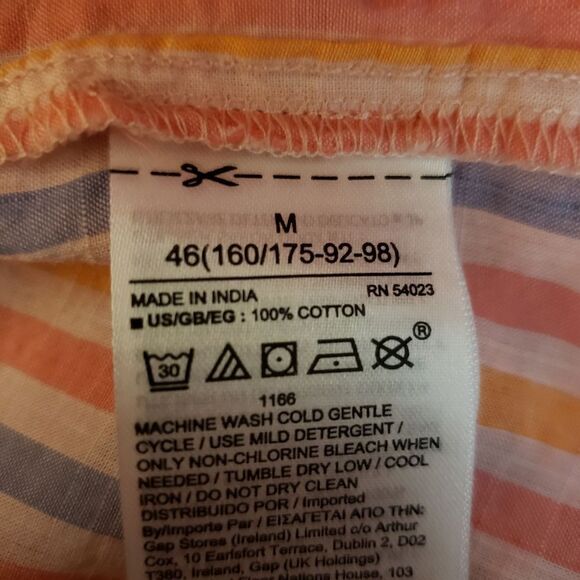 M
46(160/175-92-98)
MADE IN INDIA RN 54023
US/GB/EG : 100% COTTON
30 ®
1166
MACHINE WASH COLD GENTLE
CYCLE / USE MILD DETERGENT /
ONLY NON-CHLORINE BLEACH WHEN
NEEDED / TUMBLE DRY LOW / COOL
IRON / DO NOT DRY CLEAN
DISTRIBUIDO POR / Imported
By/Importe Par / ΕΙΣΑΓΕΤΑΙ ΑΠΟ ΤΗΝ:
Gap Stores (Ireland) Limited c/o Arthur
Cox, 10 Earlsfort Terrace, Dublin 2, D02
T380, Ireland, Gap (UK Holdings)
Nations House, 103